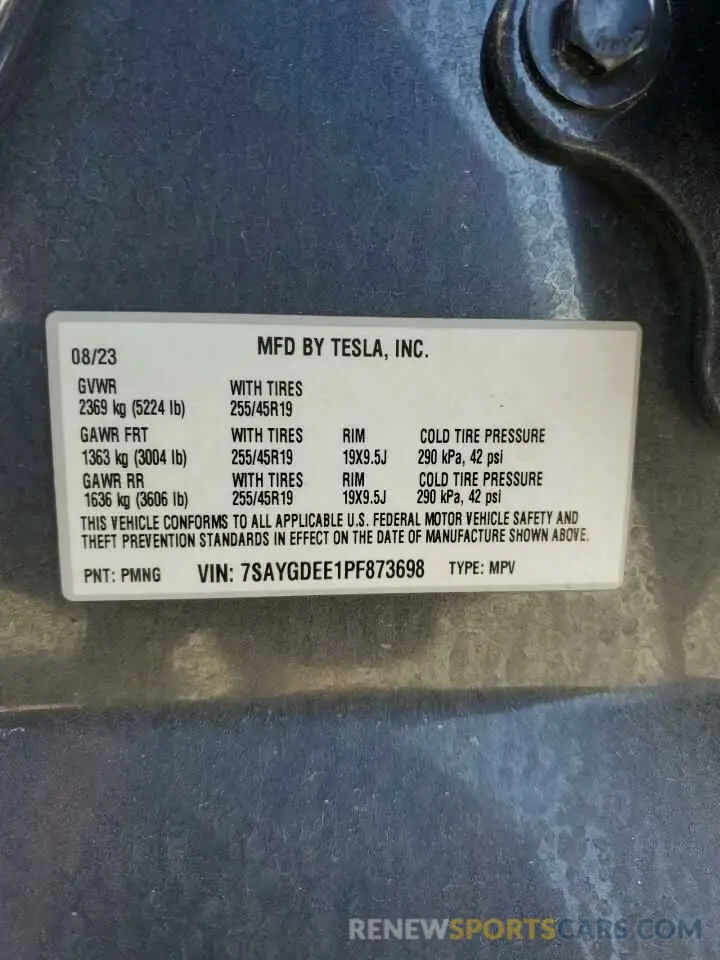 08/23 MFD BY TESLA, INC.
GVWR WITH TIRES
2369 kg (5224 lb) 255/45R19
GAWR FRT WITH TIRES RIM COLD TIRE PRESSURE
1363 kg (3004 lb) 255/45R19 19X9.5J 290 kPa, 42 psi
GAWR RR WITH TIRES RIM COLD TIRE PRESSURE
1636 kg (3606 lb) 255/45R19 19X9.5J 290 kPa, 42 psi
THIS VEHICLE CONFORMS TO ALL APPLICABLE U.S. FEDERAL MOTOR VEHICLE SAFETY AND
THEFT PREVENTION STANDARDS IN EFFECT ON THE DATE OF MANUFACTURE SHOWN ABOVE.
PNT: PMNG VIN: 7SAYGDEE1PF873698 TYPE: MPV
RENEWSPORTSCARS.COM